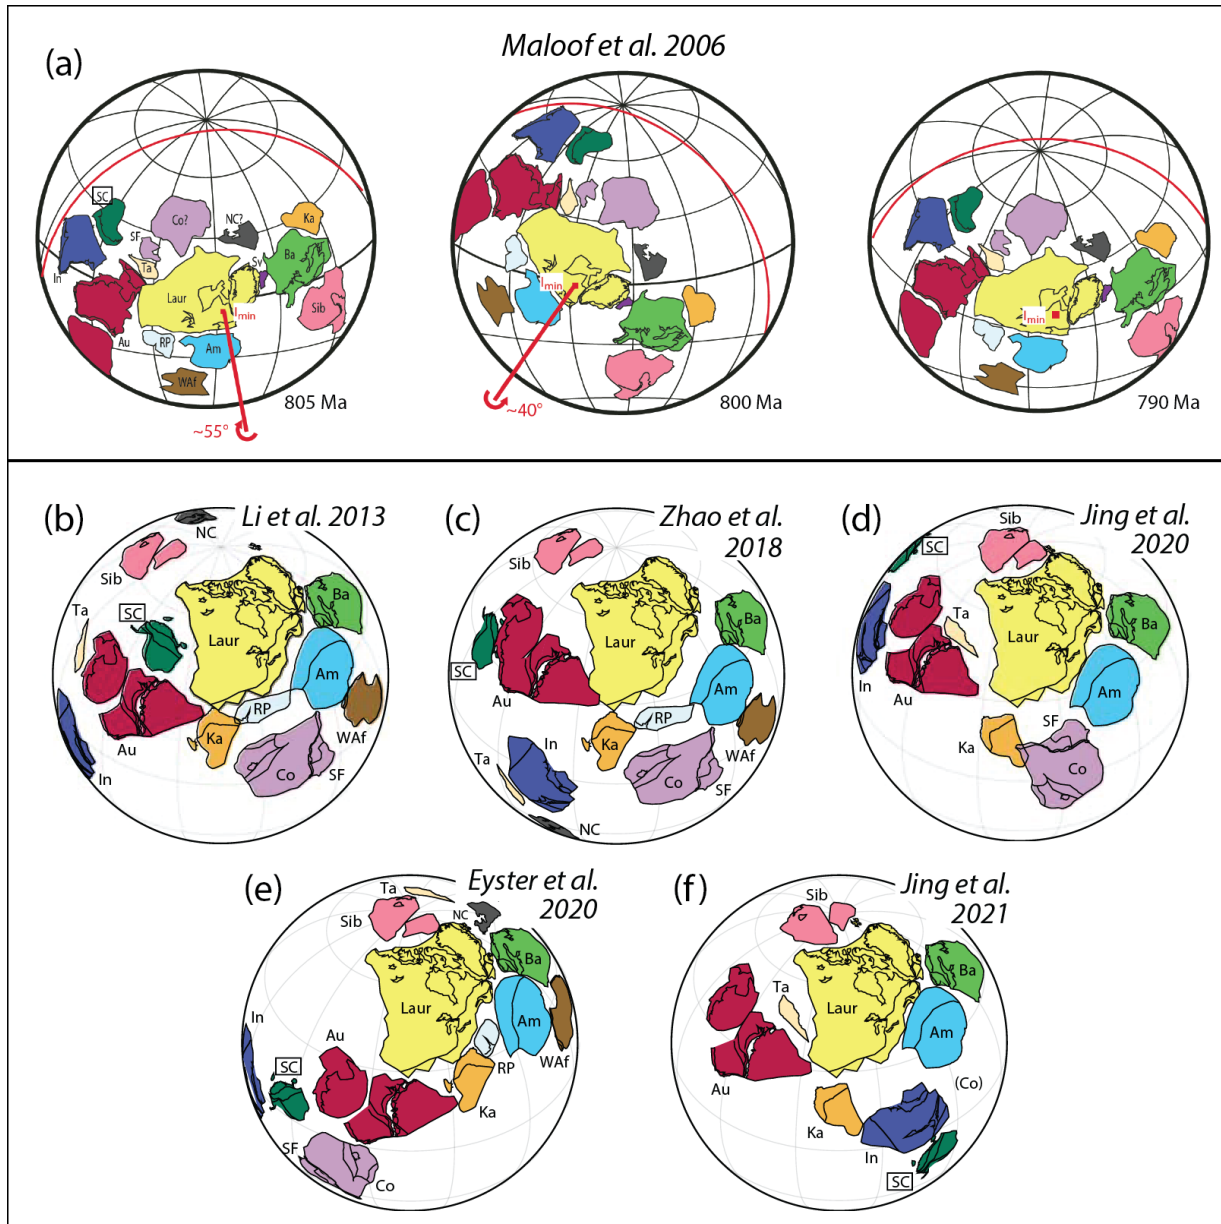 Maloof et al. 2006
(a)
SC
Co?
NC?
Ka
SF
In
Ta
Sv
Ba
Laur
Imin
Sib
Au
RP
Am
WAf
805 Ma
~55°
Imin
~40°
800 Ma
Imin
790 Ma
(b)
Li et al. 2013
NC
Sib
Ta
SC
Laur
Ba
Am
RP
Au
Ka
WAf
In
Co
SF
(c)
Zhao et al.
2018
Sib
Laur
Ba
SC
Am
Au
RP
Ka
In
WAf
Ta
Co
SF
NC
(d)
Jing et al.
2020
Sib
SC
Ta
Laur
Ba
In
Am
Au
SF
Ka
Co
(e)
Eyster et al.
2020
Ta
Sib
NC
Ba
Laur
In
Au
Am
SC
RP
WAf
Ka
SF
Co
(f)
Jing et al.
2021
Sib
Ba
Ta
Laur
Am
Au
(Co)
Ka
In
SC